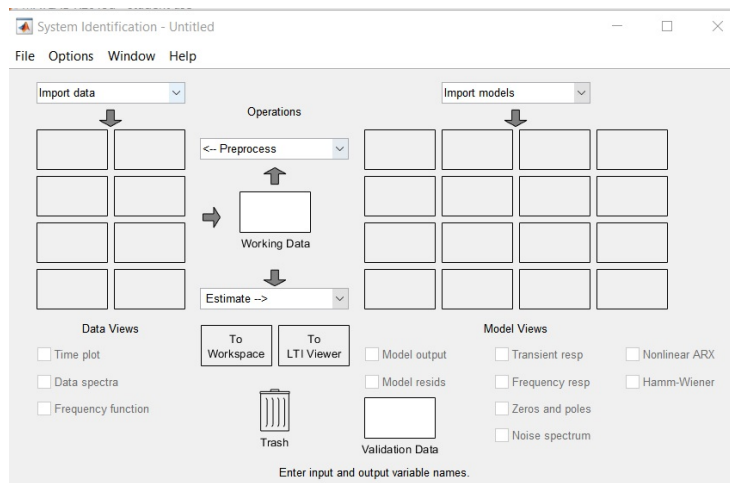 System Identification - Untitled
File Options Window Help
Import data
Import models
Operations
<-- Preprocess
Working Data
Estimate -->
Data Views
To Workspace
To LTI Viewer
Model Views
Time plot
Data spectra
Frequency function
Trash
Model output
Model resids
Validation Data
Transient resp
Frequency resp
Zeros and poles
Noise spectrum
Nonlinear ARX
Hamm-Wiener
Enter input and output variable names.